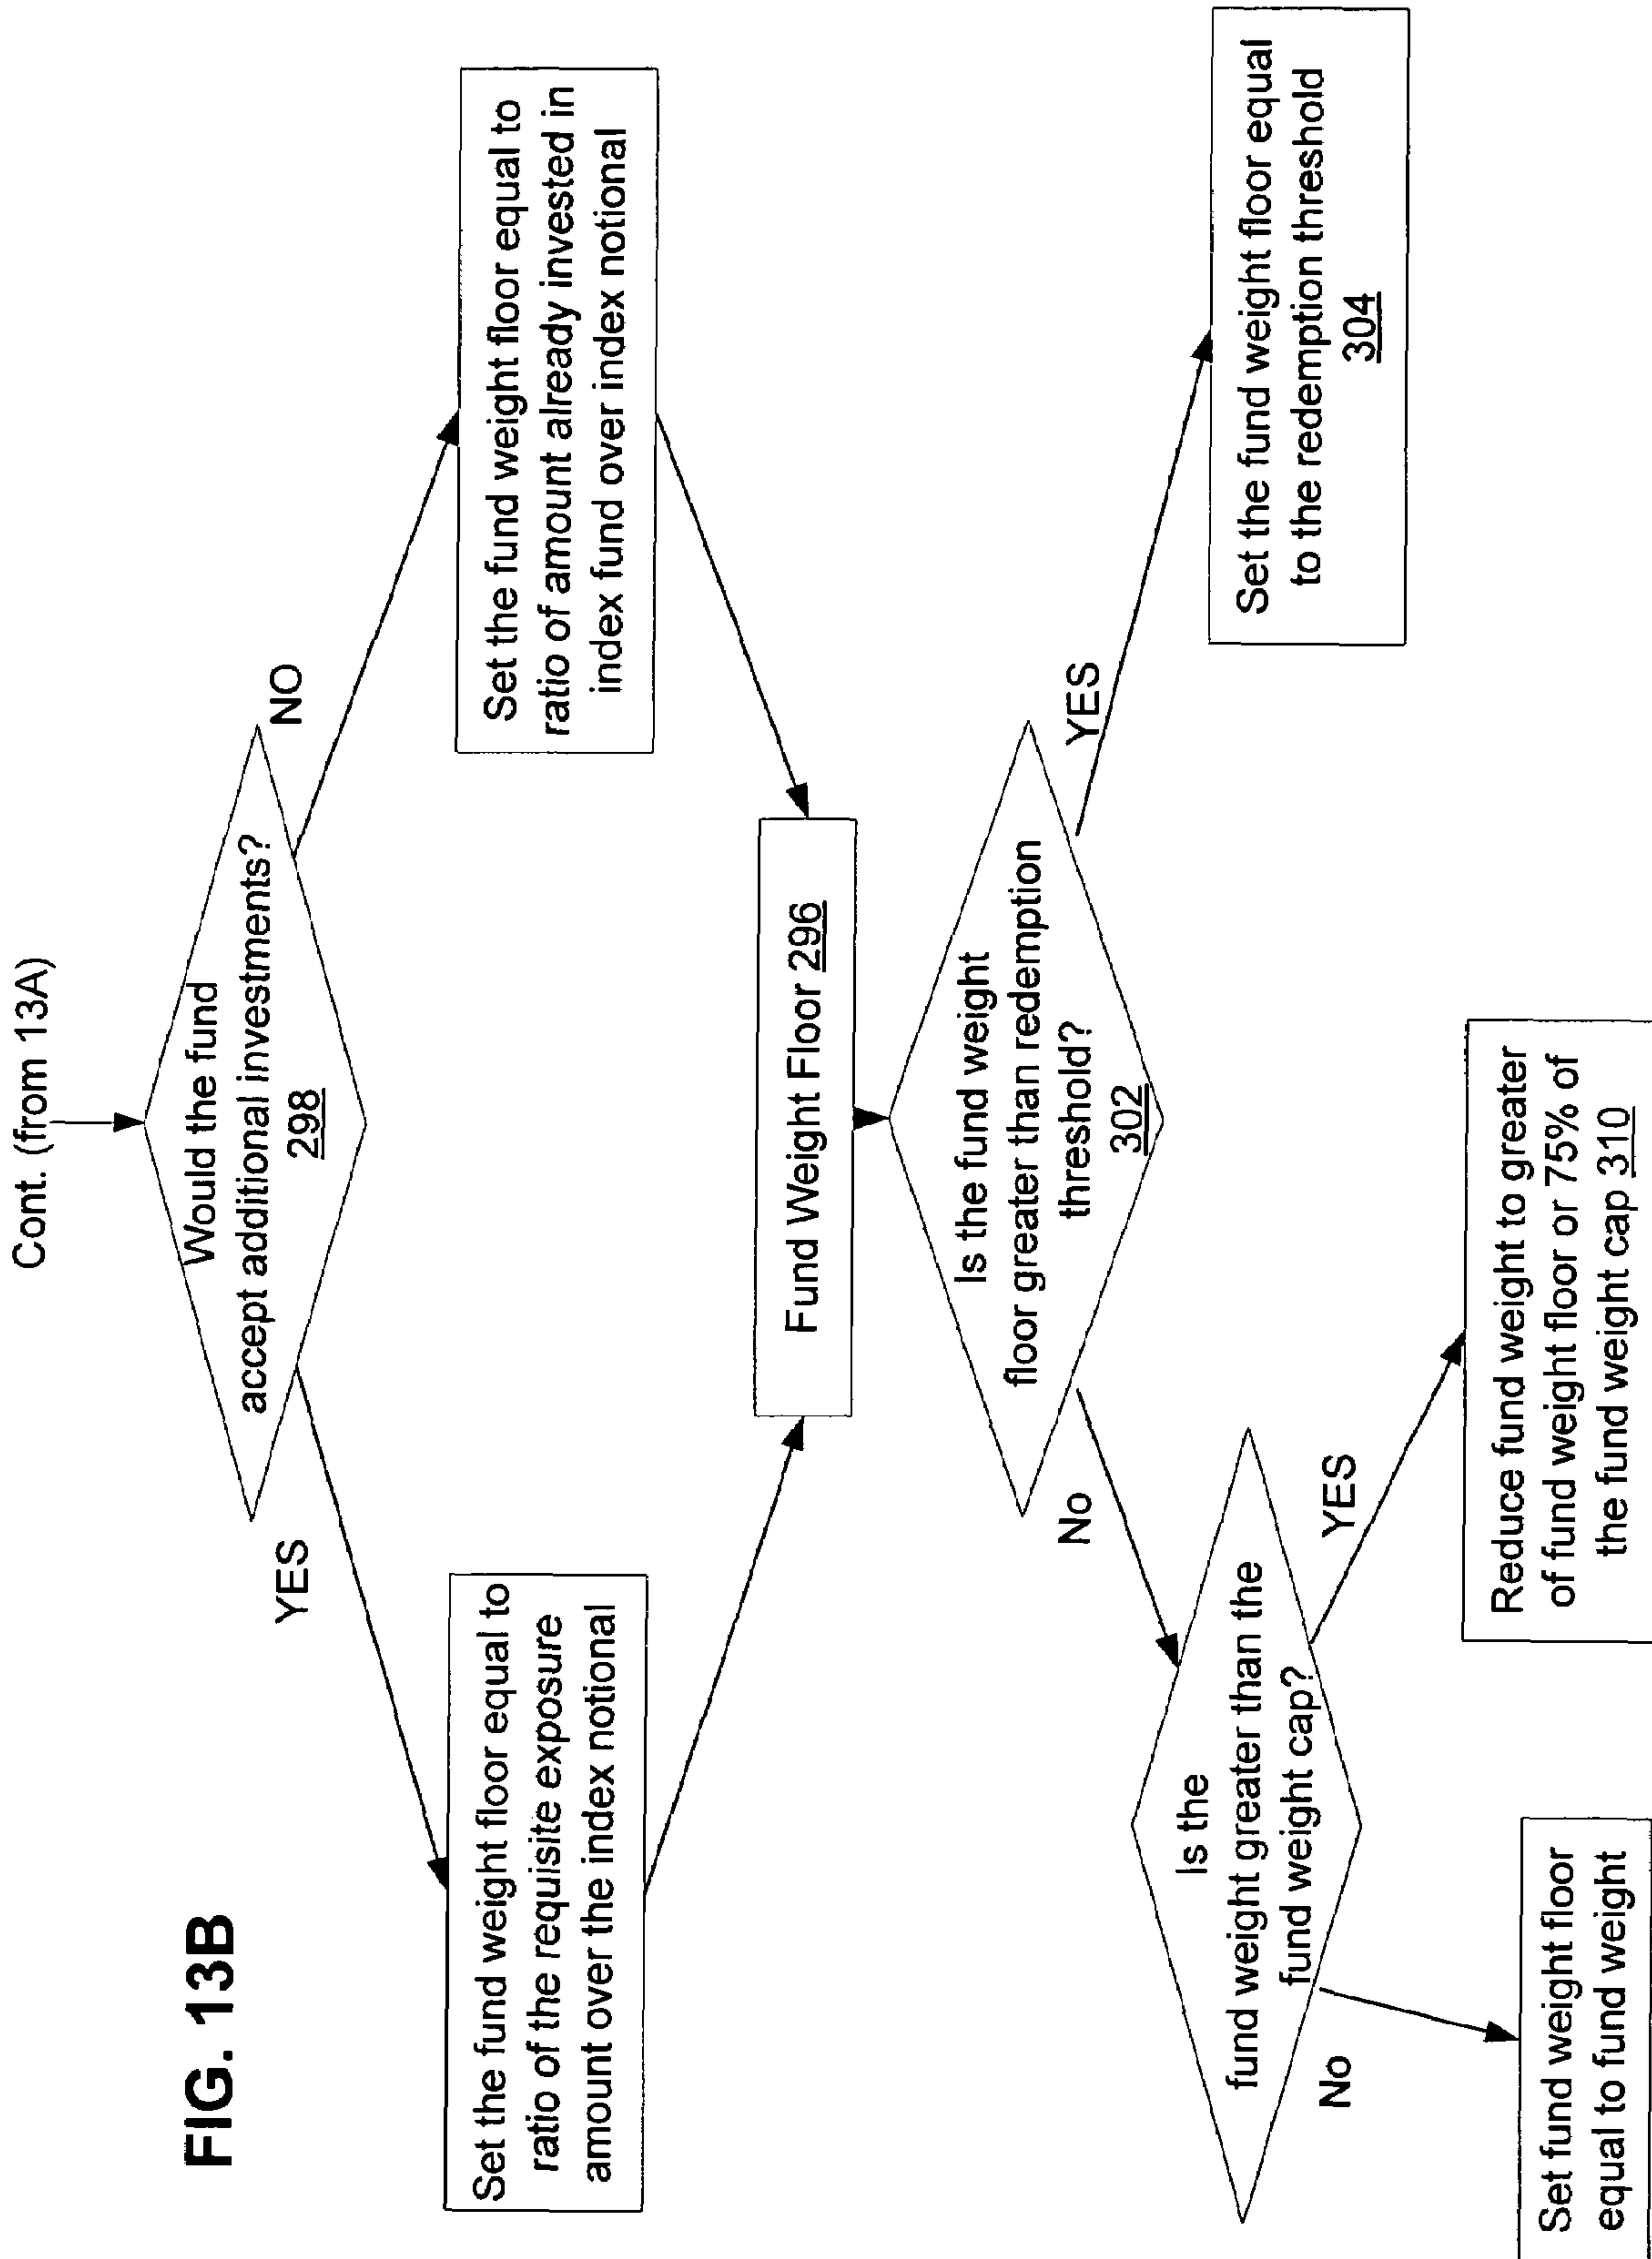 FIG. 13B
Cont. (from 13A)
Would the fund
accept additional investments?
298
YES
NO
Set the fund weight floor equal to
ratio of the requisite exposure
amount over the index notional
Set the fund weight floor equal to
ratio of amount already invested in
index fund over index notional
Fund Weight Floor 296
Is the fund weight
floor greater than redemption
threshold?
302
No
YES
Is the
fund weight greater than the
fund weight cap?
Set the fund weight floor equal
to the redemption threshold
304
No
YES
Set fund weight floor
equal to fund weight
Reduce fund weight to greater
of fund weight floor or 75% of
the fund weight cap 310